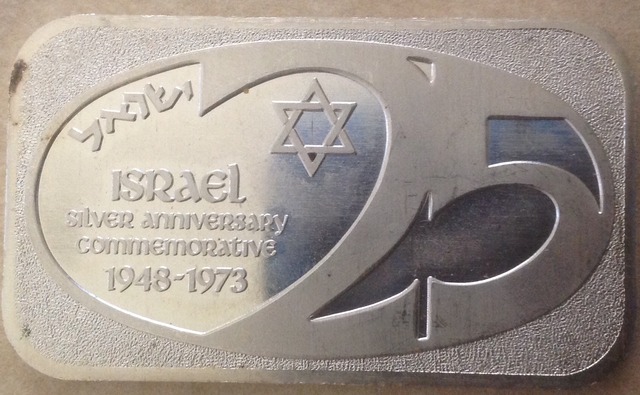 ישראל
25
ISRAEL
SILVER ANNIVERSARY
COMMEMORATIVE
1948-1973